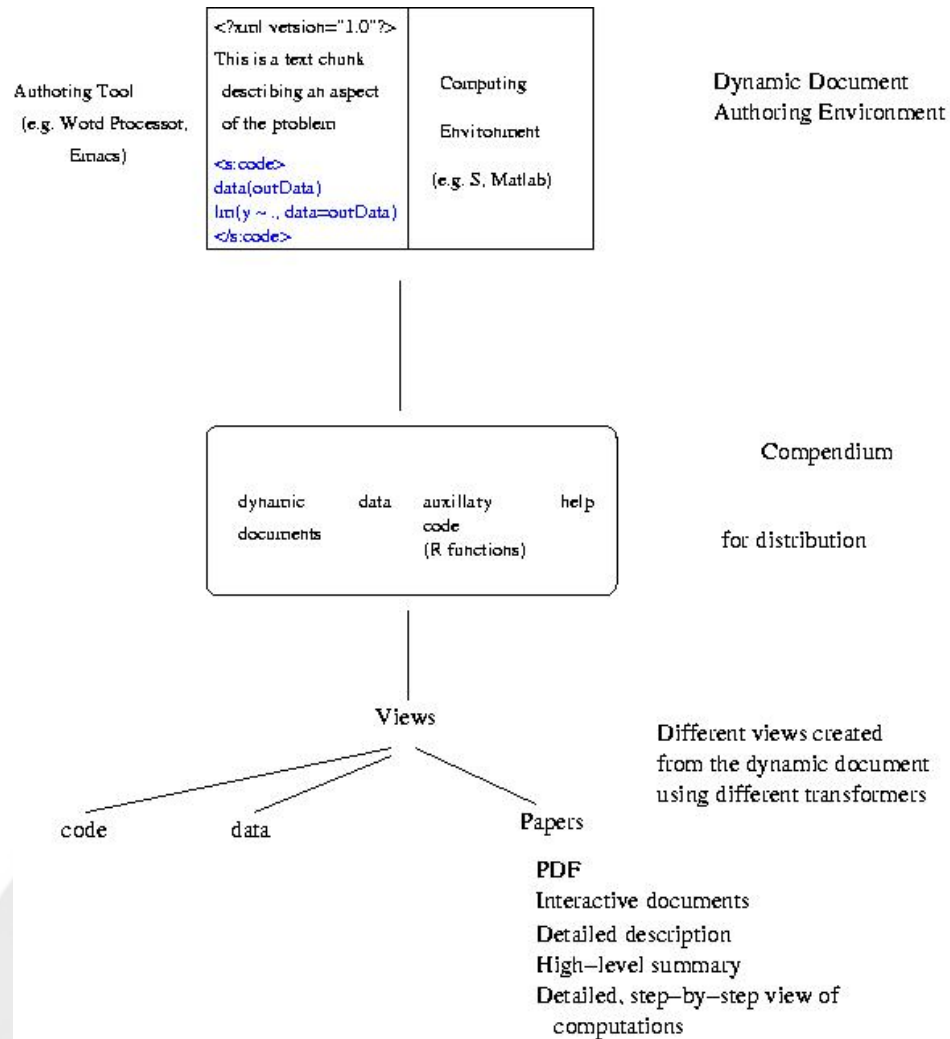 Authoring Tool
(e.g. Word Processor,
Emacs)
<?xml version="1.0"?>
This is a text chunk
describing an aspect
of the problem
<s:code>
data(ourData)
lm(y ~ ., data=ourData)
</s:code>
Computing
Environment
(e.g. S, Matlab)
Dynamic Document
Authoring Environment
dynamic
documents
data
auxillary
code
(R functions)
help
Compendium
for distribution
Views
code
data
Papers
Different views created
from the dynamic document
using different transformers
PDF
Interactive documents
Detailed description
High–level summary
Detailed, step–by–step view of
computations